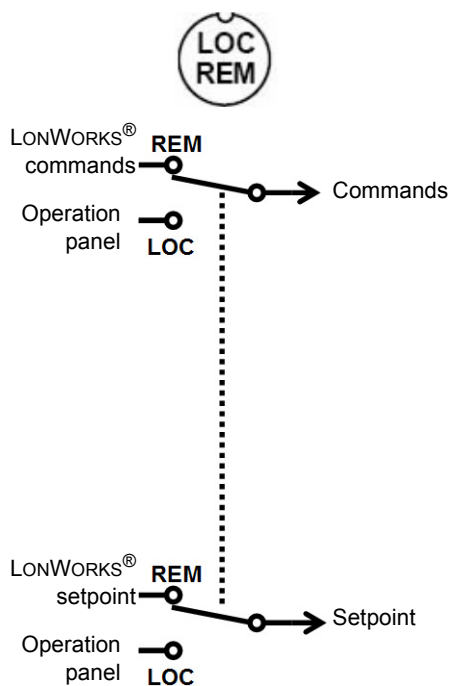 LOC
REM
LONWORKS® REM
commands
Commands
Operation
panel LOC
LONWORKS® REM
setpoint
Setpoint
Operation
panel LOC